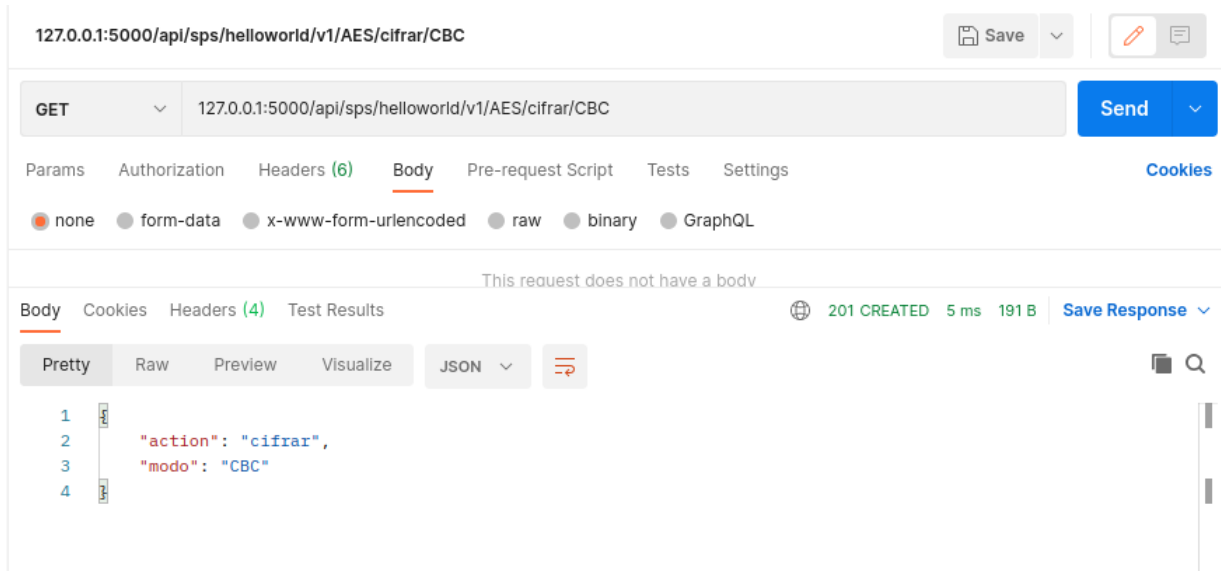 127.0.0.1:5000/api/sps/helloworld/v1/AES/cifrar/CBC Save
GET 127.0.0.1:5000/api/sps/helloworld/v1/AES/cifrar/CBC Send
Params Authorization Headers (6) Body Pre-request Script Tests Settings Cookies
none form-data x-www-form-urlencoded raw binary GraphQL
This request does not have a body
Body Cookies Headers (4) Test Results 201 CREATED 5 ms 191 B Save Response
Pretty Raw Preview Visualize JSON
1 {
2 "action": "cifrar",
3 "modo": "CBC"
4 }